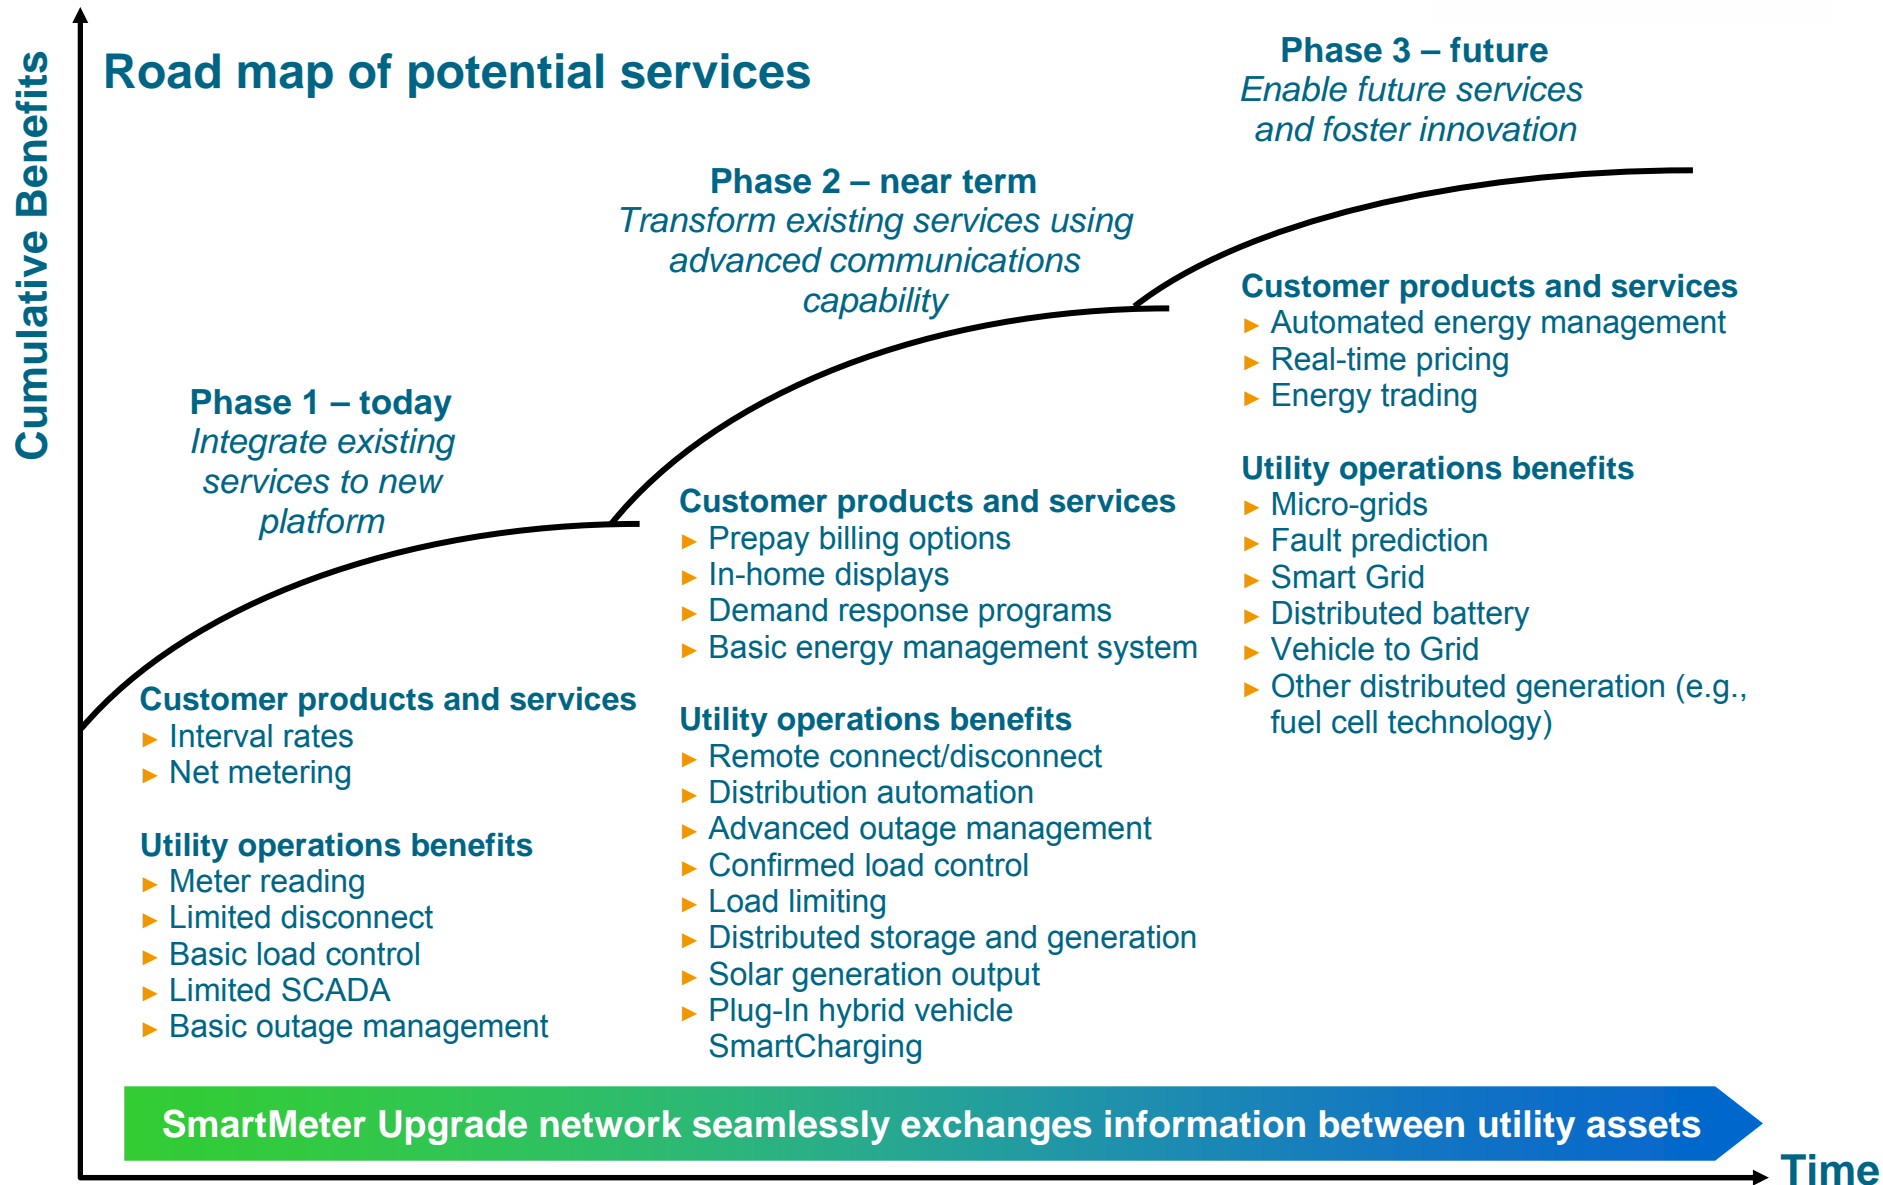 Cumulative Benefits
Road map of potential services
Phase 1 – today
Integrate existing
services to new
platform
Customer products and services
► Interval rates
► Net metering
Utility operations benefits
► Meter reading
► Limited disconnect
► Basic load control
► Limited SCADA
► Basic outage management
Phase 2 – near term
Transform existing services using
advanced communications
capability
Customer products and services
► Prepay billing options
► In-home displays
► Demand response programs
► Basic energy management system
Utility operations benefits
► Remote connect/disconnect
► Distribution automation
► Advanced outage management
► Confirmed load control
► Load limiting
► Distributed storage and generation
► Solar generation output
► Plug-In hybrid vehicle
SmartCharging
Phase 3 – future
Enable future services
and foster innovation
Customer products and services
► Automated energy management
► Real-time pricing
► Energy trading
Utility operations benefits
► Micro-grids
► Fault prediction
► Smart Grid
► Distributed battery
► Vehicle to Grid
► Other distributed generation (e.g.,
fuel cell technology)
SmartMeter Upgrade network seamlessly exchanges information between utility assets
Time